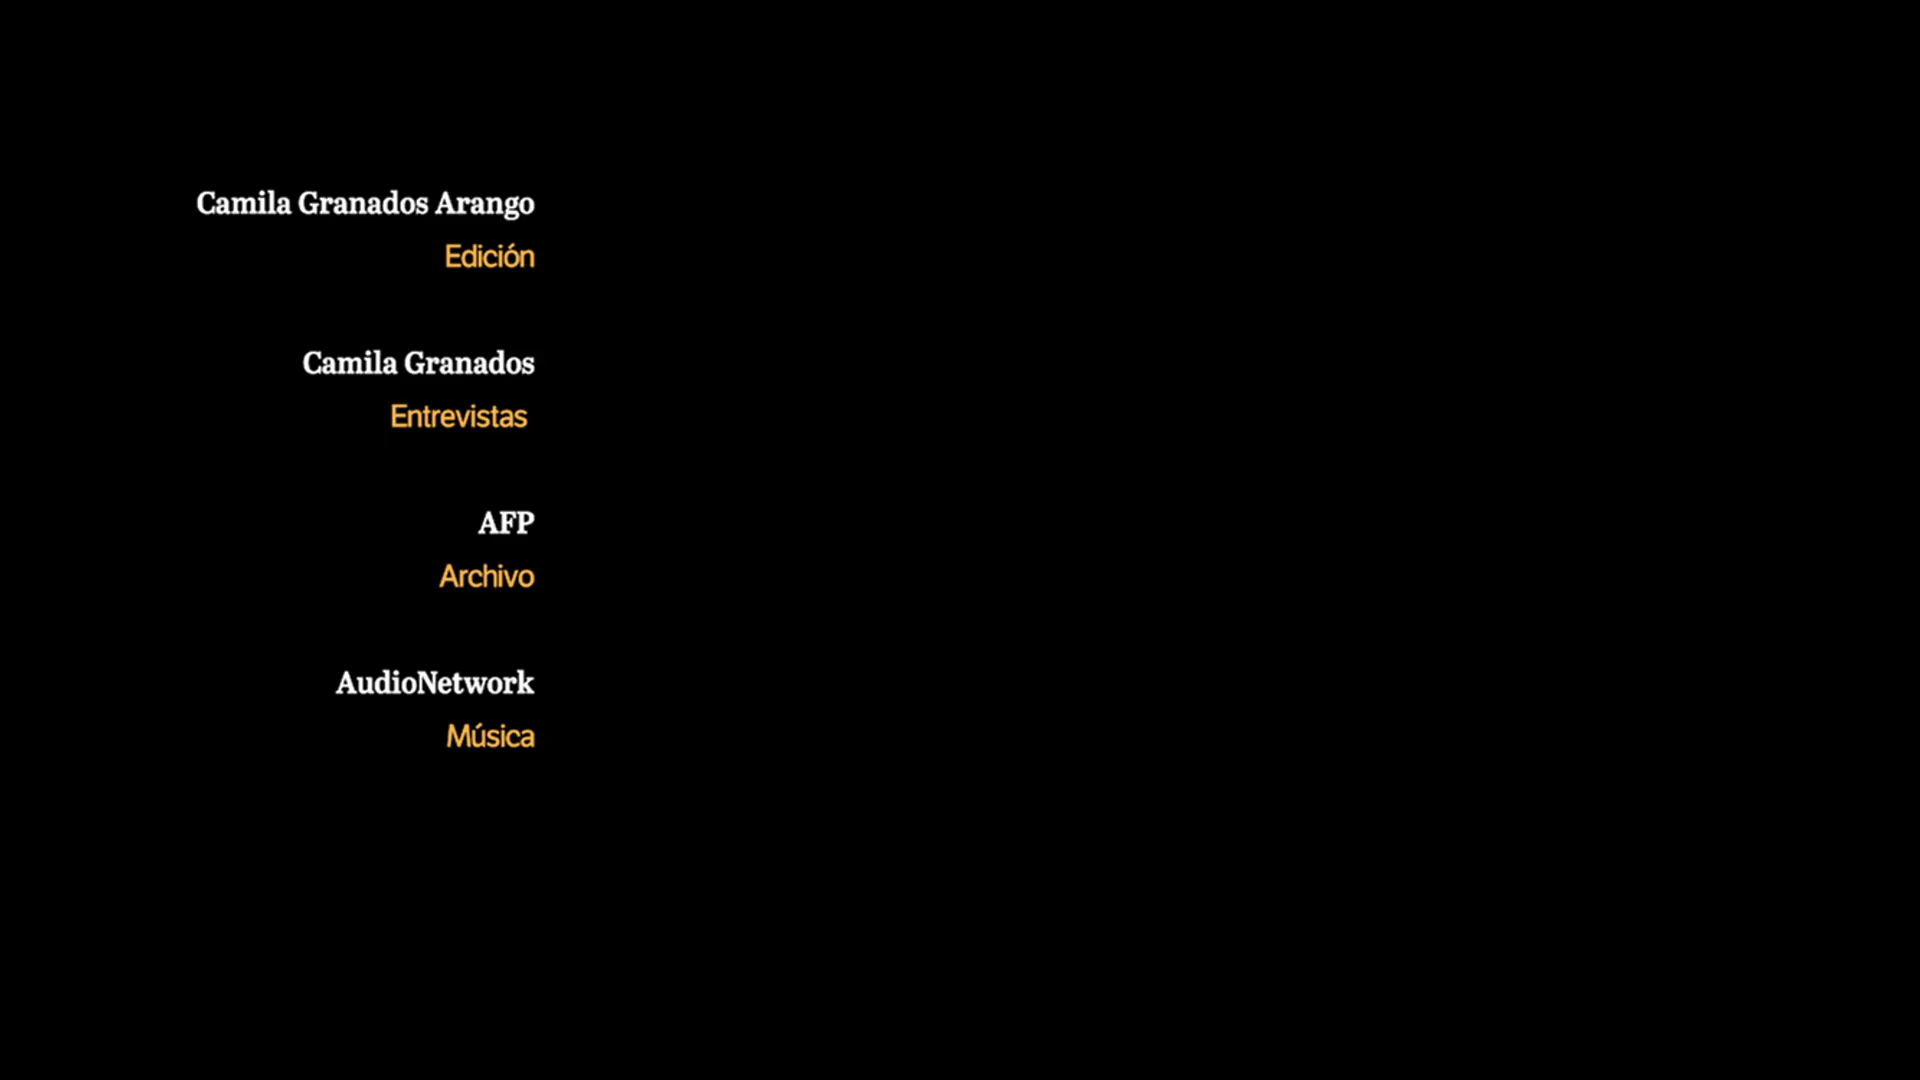 Camila Granados Arango
Edición
Camila Granados
Entrevistas
AFP
Archivo
AudioNetwork
Música